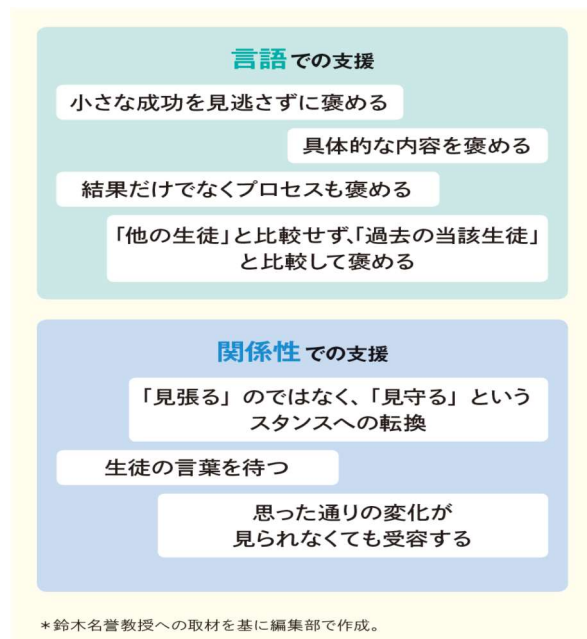 言語での支援
小さな成功を見逃さずに褒める
具体的な内容を褒める
結果だけでなくプロセスも褒める
「他の生徒」と比較せず、「過去の当該生徒」
と比較して褒める
関係性での支援
「見張る」のではなく、「見守る」という
スタンスへの転換
生徒の言葉を待つ
思った通りの変化が
見られなくても受容する
*鈴木名誉教授への取材を基に編集部で作成。